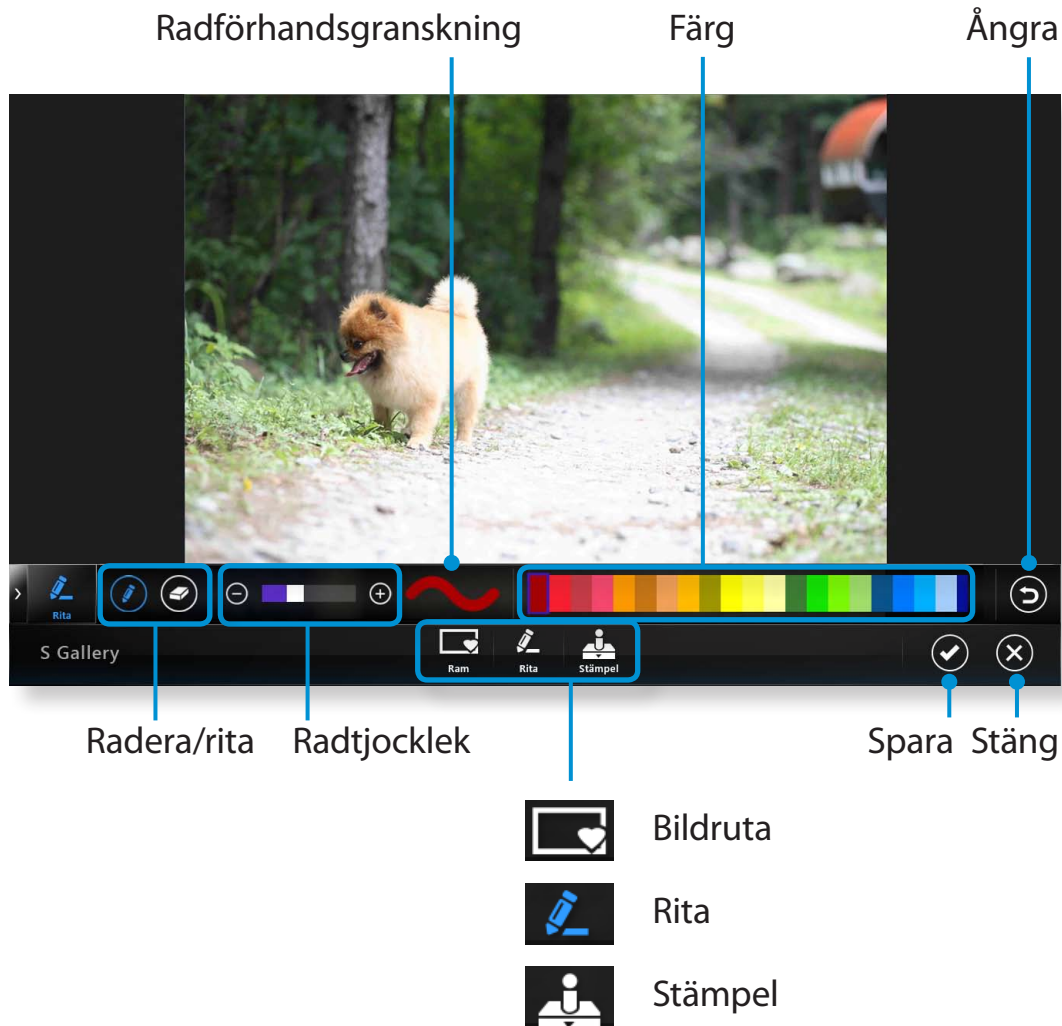 Radförhandsgranskning Färg Ångra
Rita
S Gallery
Ram Rita Stämpel
Radera/rita Radtjocklek Spara Stäng
Bildruta
Rita
Stämpel